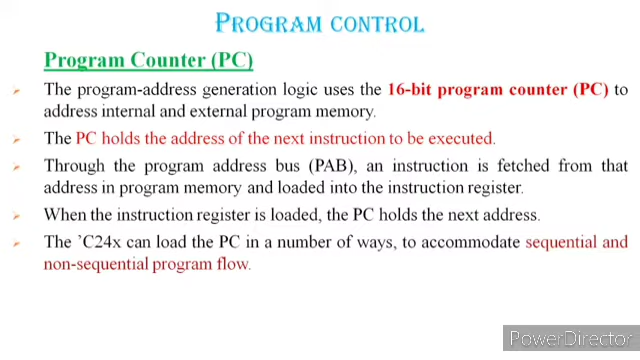 PROGRAM CONTROL
Program Counter (PC)
➢ The program-address generation logic uses the 16-bit program counter (PC) to
address internal and external program memory.
➢ The PC holds the address of the next instruction to be executed.
➢ Through the program address bus (PAB), an instruction is fetched from that
address in program memory and loaded into the instruction register.
➢ When the instruction register is loaded, the PC holds the next address.
➢ The ’C24x can load the PC in a number of ways, to accommodate sequential and
non-sequential program flow.
PowerDirector